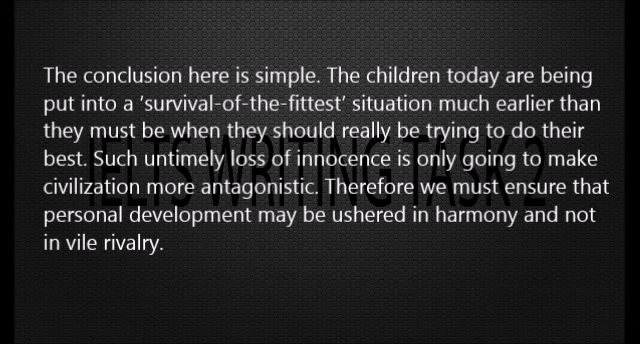 The conclusion here is simple. The children today are being
put into a ‘survival-of-the-fittest’ situation much earlier than
they must be when they should really be trying to do their
best. Such untimely loss of innocence is only going to make
civilization more antagonistic. Therefore we must ensure that
personal development may be ushered in harmony and not
in vile rivalry.
IELTS WRITING TASK 2